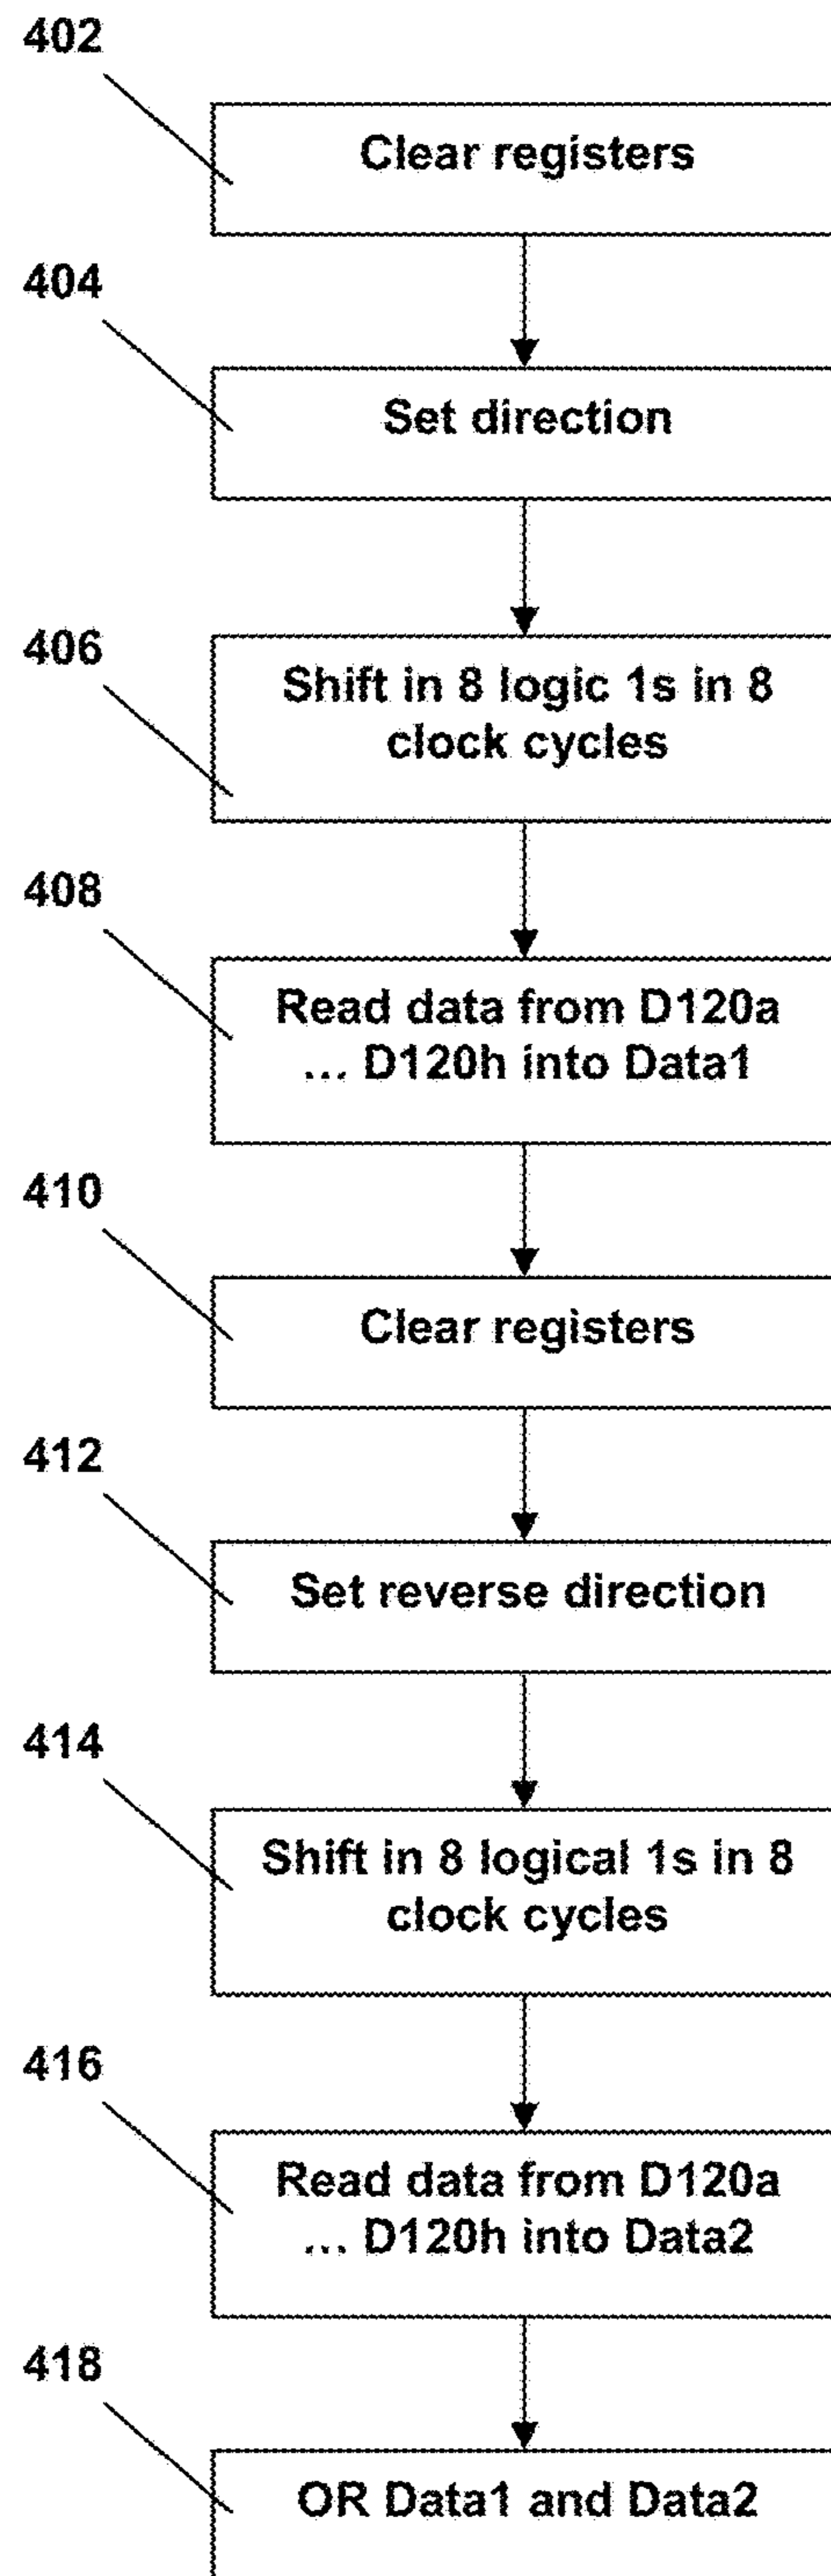 402
Clear registers
404
Set direction
406
Shift in 8 logic 1s in 8
clock cycles
408
Read data from D120a
... D120h into Data1
410
Clear registers
412
Set reverse direction
414
Shift in 8 logical 1s in 8
clock cycles
416
Read data from D120a
... D120h into Data2
418
OR Data1 and Data2